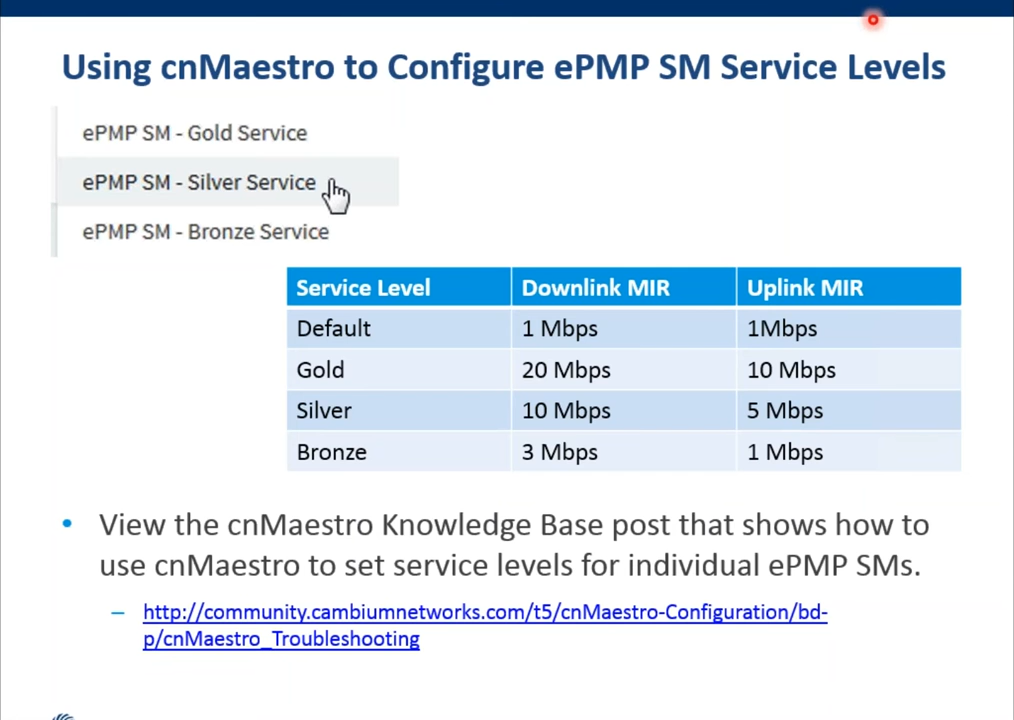 Using cnMaestro to Configure ePMP SM Service Levels
ePMP SM - Gold Service
ePMP SM - Silver Service
ePMP SM - Bronze Service
Service Level Downlink MIR Uplink MIR
Default 1 Mbps 1Mbps
Gold 20 Mbps 10 Mbps
Silver 10 Mbps 5 Mbps
Bronze 3 Mbps 1 Mbps
• View the cnMaestro Knowledge Base post that shows how to
use cnMaestro to set service levels for individual ePMP SMs.
– http://community.cambiumnetworks.com/t5/cnMaestro-Configuration/bd-
p/cnMaestro_Troubleshooting